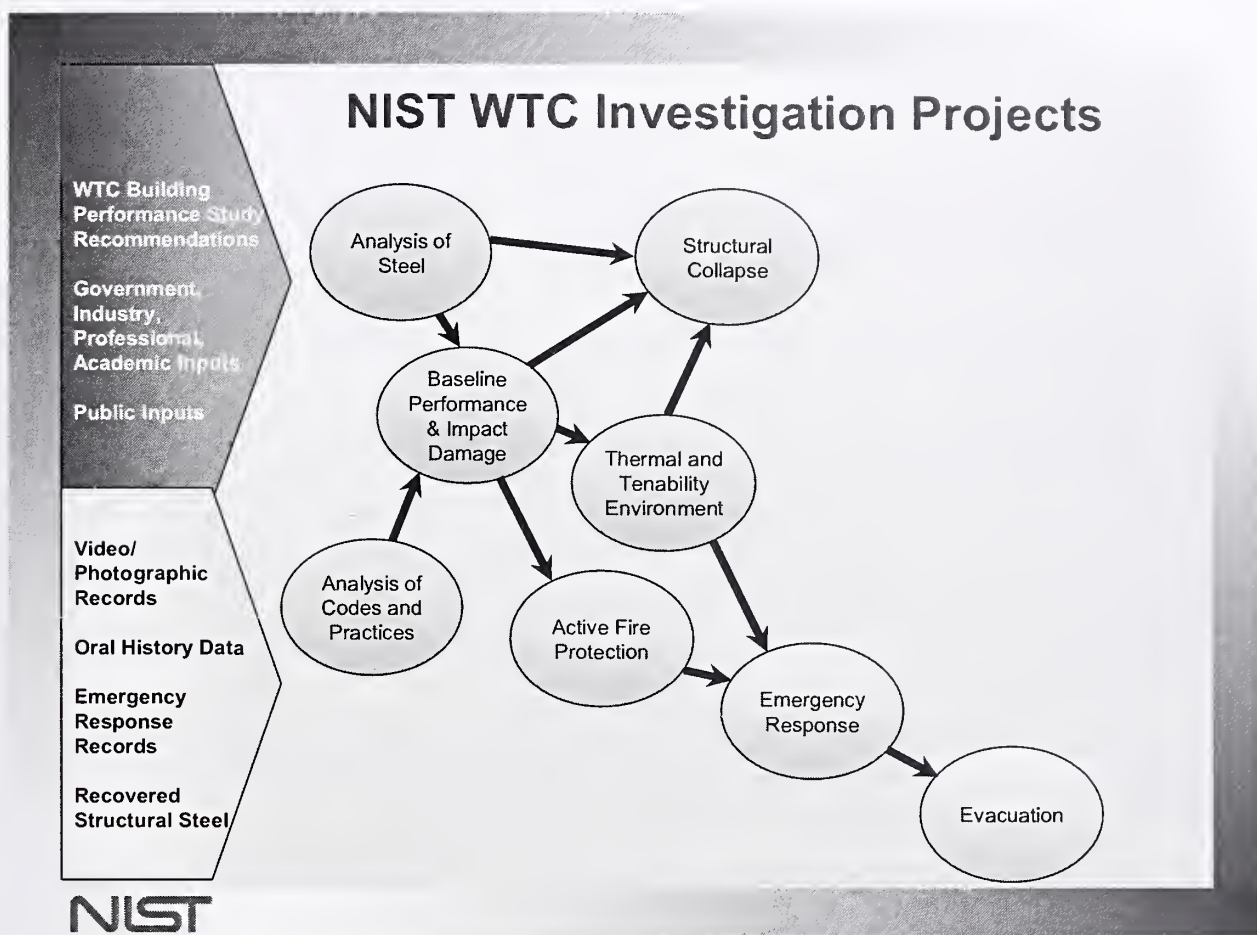 NIST WTC Investigation Projects
WTC Building
Performance Study
Recommendations
Government,
Industry,
Professional,
Academic Inputs
Public Inputs
Video/
Photographic
Records
Oral History Data
Emergency
Response
Records
Recovered
Structural Steel
Analysis of
Steel
Structural
Collapse
Baseline
Performance
& Impact
Damage
Thermal and
Tenability
Environment
Analysis of
Codes and
Practices
Active Fire
Protection
Emergency
Response
Evacuation
NIST